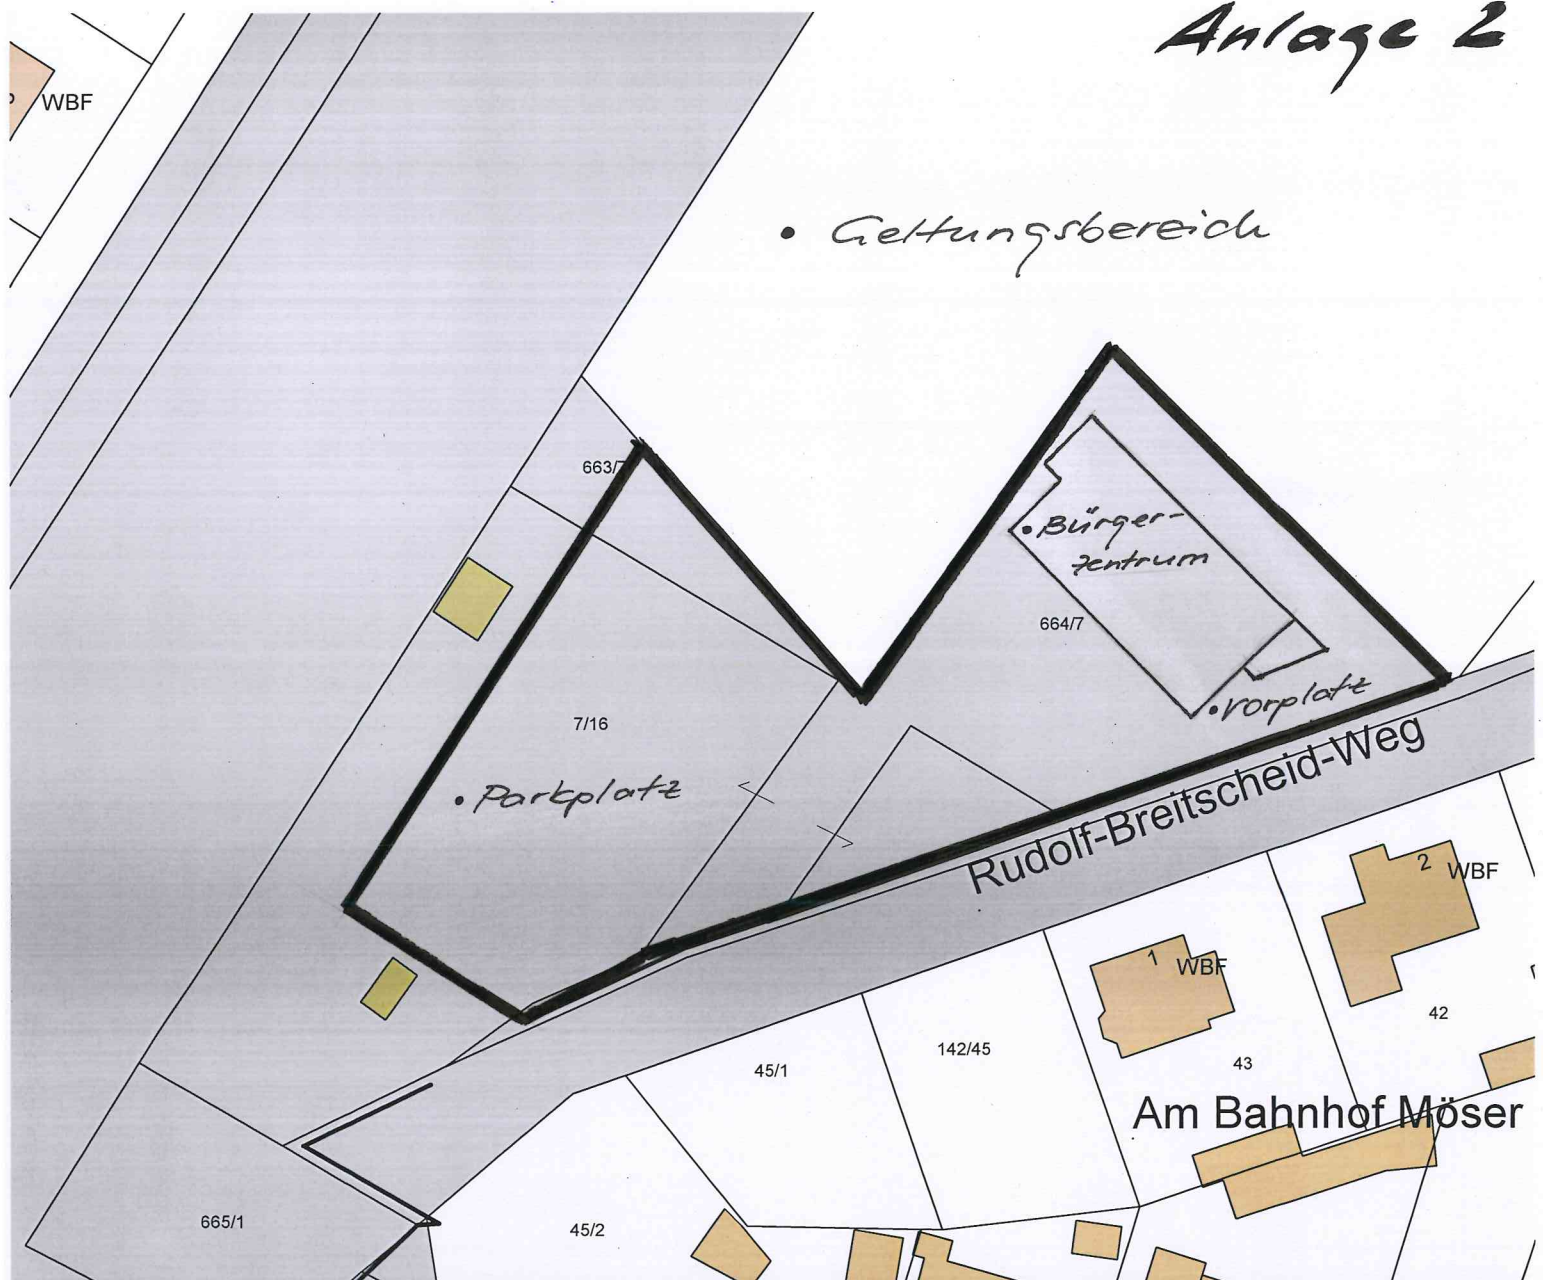 Anlage 2
WBF
• Geltungsbereich
663/7
• Bürger-
zentrum
664/7
• Vorplatz
7/16
• Parkplatz
Rudolf-Breitscheid-Weg
2 WBF
1 WBF
42
142/45
43
45/1
Am Bahnhof Möser
665/1
45/2